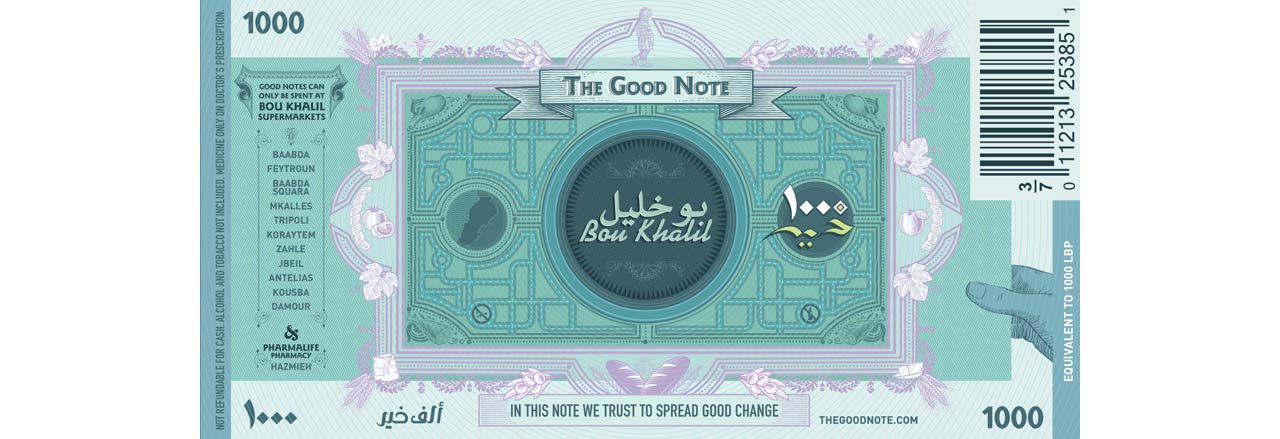 NOT REFUNDABLE FOR CASH. ALCOHOL AND TOBACCO NOT INCLUDED. MEDICINE ONLY ON DOCTOR'S PRESCRIPTION.
1000
GOOD NOTES CAN
ONLY BE SPENT AT
BOU KHALIL
SUPERMARKETS
BAABDA
FEYTROUN
BAABDA
SQUARA
MKALLES
TRIPOLI
KORAYTEM
ZAHLE
JBEIL
ANTELIAS
KOUSBA
DAMOUR
&
PHARMALIFE
PHARMACY
HAZMIEH
١٠٠٠
ألف خير
THE GOOD NOTE
بو خليل
Bou Khalil
١٠٠٠
خير
IN THIS NOTE WE TRUST TO SPREAD GOOD CHANGE
THEGOODNOTE.COM
0 11213 25385 1
3/7
EQUIVALENT TO 1000 LBP
1000